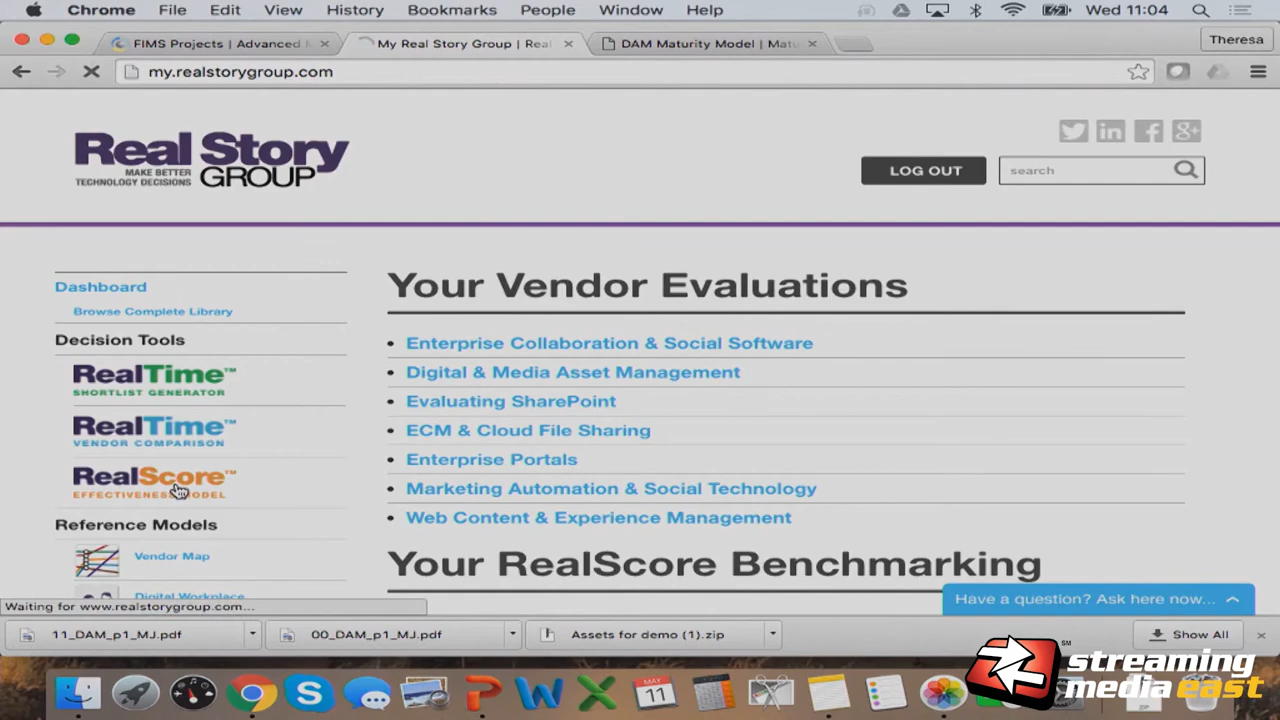 Chrome File Edit View History Bookmarks People Window Help Wed 11:04
FIMS Projects | Advanced My Real Story Group | Real DAM Maturity Model | Matu Theresa
my.realstorygroup.com
Real Story
MAKE BETTER
TECHNOLOGY DECISIONS GROUP
LOG OUT search
Dashboard
Browse Complete Library
Decision Tools
RealTime™
SHORTLIST GENERATOR
RealTime™
VENDOR COMPARISON
RealScore™
EFFECTIVENESS MODEL
Reference Models
Vendor Map
Digital Workplace
Your Vendor Evaluations
Enterprise Collaboration & Social Software
Digital & Media Asset Management
Evaluating SharePoint
ECM & Cloud File Sharing
Enterprise Portals
Marketing Automation & Social Technology
Web Content & Experience Management
Your RealScore Benchmarking
Have a question? Ask here now...
Waiting for www.realstorygroup.com...
11_DAM_p1_MJ.pdf 00_DAM_p1_MJ.pdf Assets for demo (1).zip Show All
MAY
11
streaming
media east
SM
ZIP